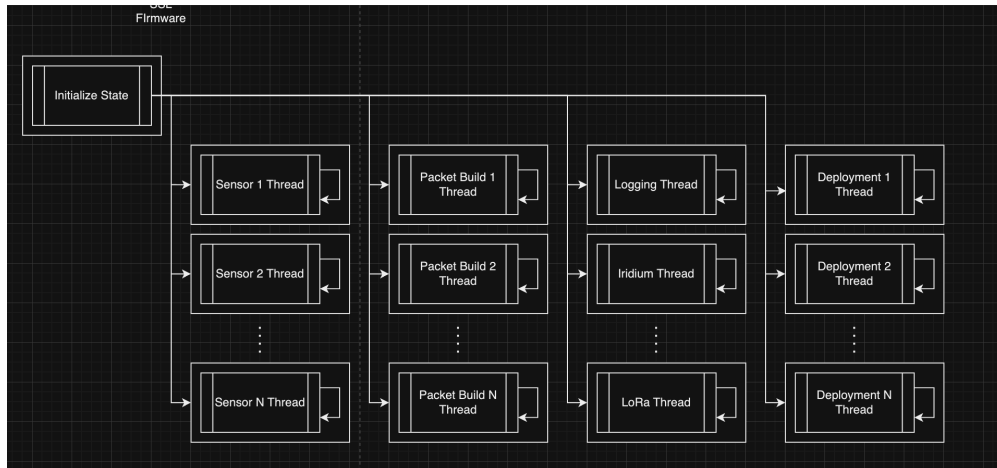 FIrmware
Initialize State
Sensor 1 Thread
Packet Build 1
Thread
Logging Thread
Deployment 1
Thread
Sensor 2 Thread
Packet Build 2
Thread
Iridium Thread
Deployment 2
Thread
Sensor N Thread
Packet Build N
Thread
LoRa Thread
Deployment N
Thread